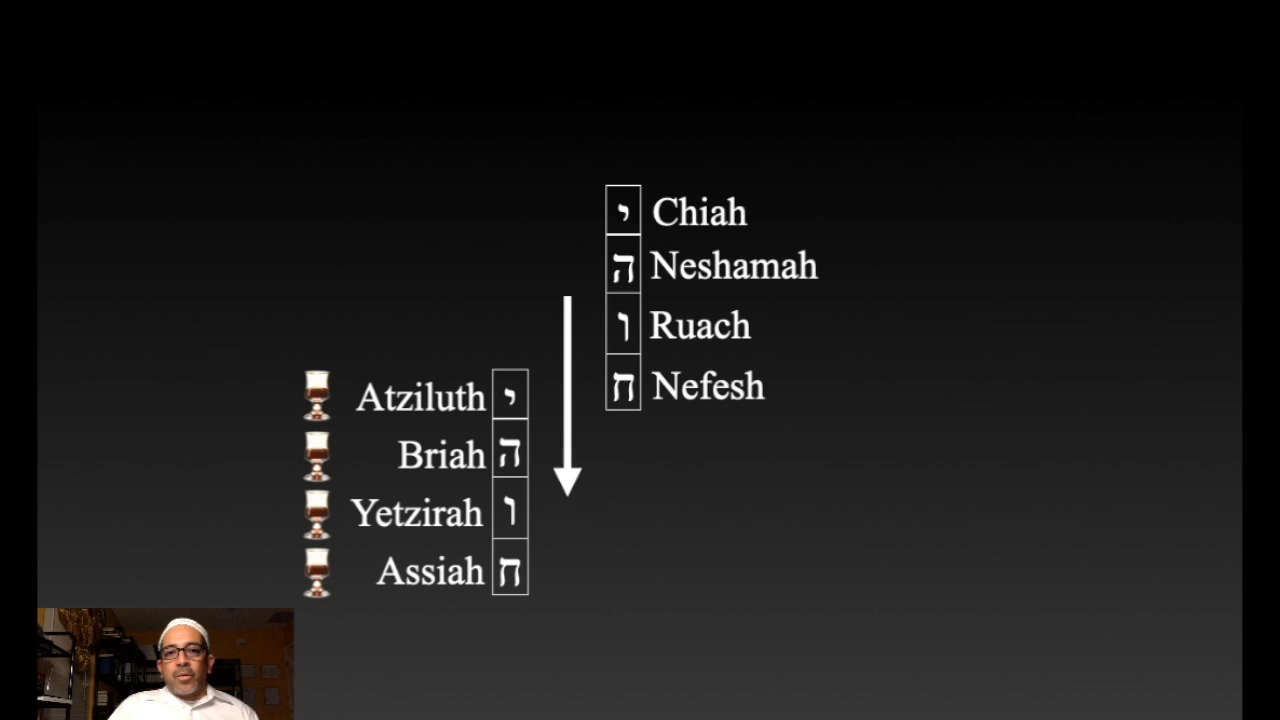 י Chiah
ה Neshamah
ו Ruach
ח Nefesh
Atziluth י
Briah ה
Yetzirah ו
Assiah ח